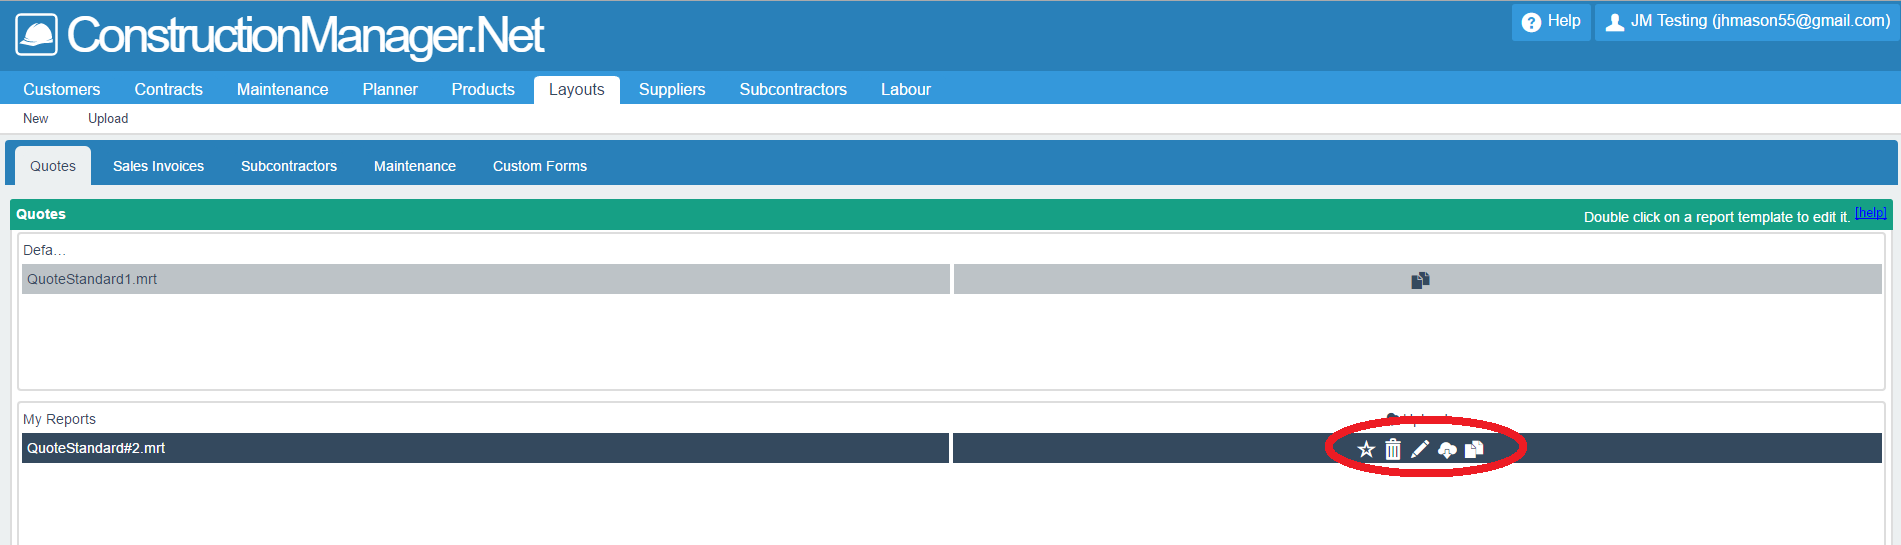 ConstructionManager.Net
Help
JM Testing (jhmason55@gmail.com)
Customers Contracts Maintenance Planner Products Layouts Suppliers Subcontractors Labour
New Upload
Quotes Sales Invoices Subcontractors Maintenance Custom Forms
Quotes
Double click on a report template to edit it. [help]
Defa...
QuoteStandard1.mrt
My Reports
QuoteStandard#2.mrt